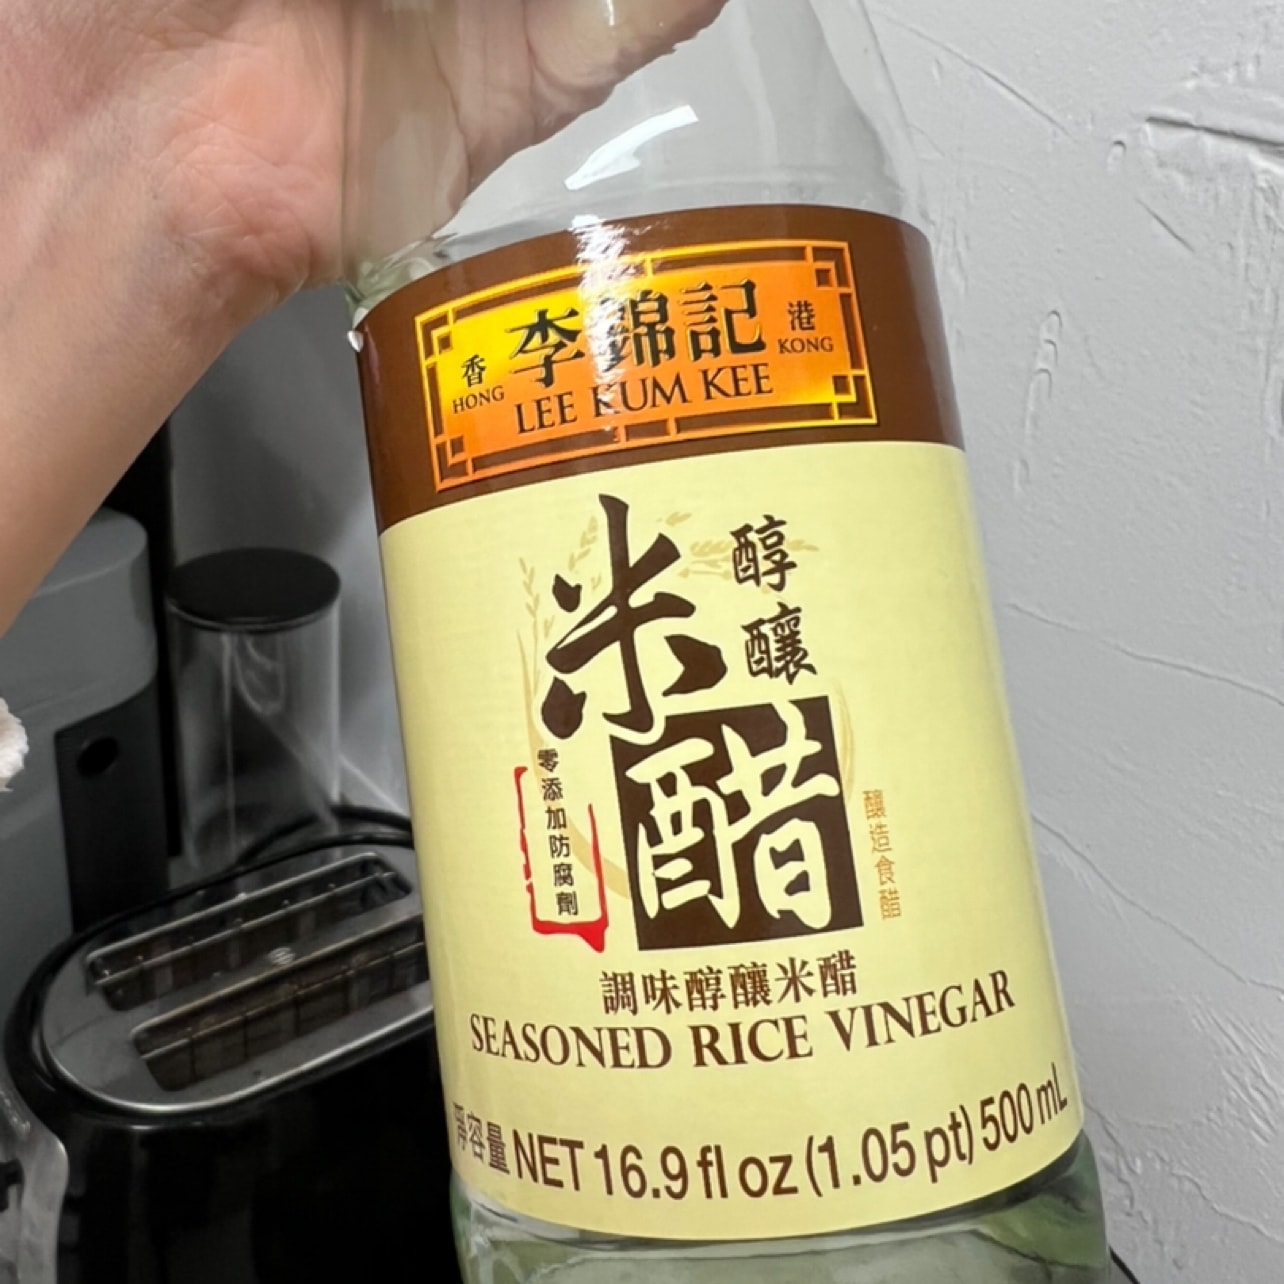 香 李錦記 港
HONG LEE KUM KEE KONG
醇釀
米醋
零添加防腐劑
釀造食醋
調味醇釀米醋
SEASONED RICE VINEGAR
淨容量 NET 16.9 fl oz (1.05 pt) 500 mL